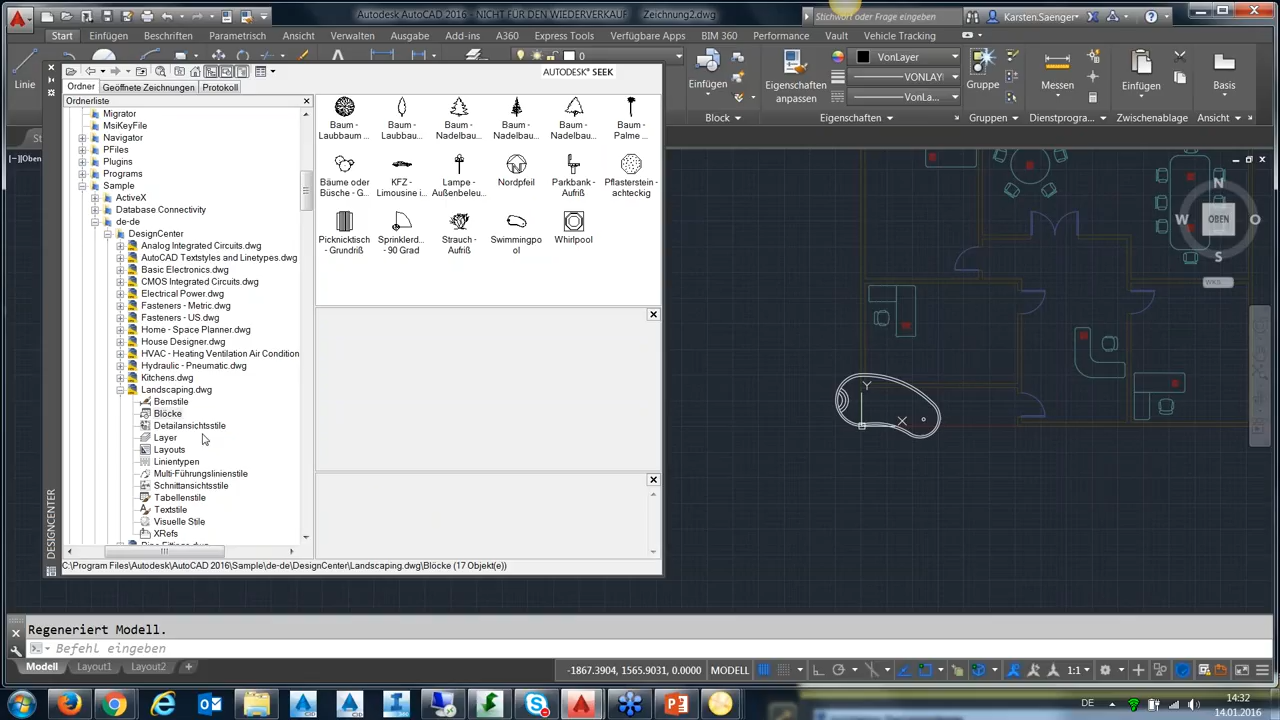 Autodesk AutoCAD 2016 - NICHT FÜR DEN WIEDERVERKAUF Zeichnung2.dwg
Stichwort oder Frage eingeben
Karsten.Saenger
Start Einfügen Beschriften Parametrisch Ansicht Verwalten Ausgabe Add-ins A360 Express Tools Verfügbare Apps BIM 360 Performance Vault Vehicle Tracking
0
VonLayer
VONLAY...
VonLa...
Linie
Einfügen
Eigenschaften anpassen
Gruppe
Messen
Einfügen
Basis
Block
Eigenschaften
Gruppen
Dienstprog...
Zwischenablage
Ansicht
AUTODESK® SEEK
Ordner Geöffnete Zeichnungen Protokoll
Ordnerliste
Migrator
MsiKeyFile
Navigator
PFiles
Plugins
Programs
Sample
ActiveX
Database Connectivity
de-de
DesignCenter
Analog Integrated Circuits.dwg
AutoCAD Textstyles and Linetypes.dwg
Basic Electronics.dwg
CMOS Integrated Circuits.dwg
Electrical Power.dwg
Fasteners - Metric.dwg
Fasteners - US.dwg
Home - Space Planner.dwg
House Designer.dwg
HVAC - Heating Ventilation Air Condition
Hydraulic - Pneumatic.dwg
Kitchens.dwg
Landscaping.dwg
Bemstile
Blöcke
Detailansichtsstile
Layer
Layouts
Linientypen
Multi-Führungslinienstile
Schnittansichtsstile
Tabellenstile
Textstile
Visuelle Stile
XRefs
Baum - Laubbau...
Baum - Laubbau...
Baum - Nadelbau...
Baum - Nadelbau...
Baum - Nadelbau...
Baum - Palme ...
Bäume oder Büsche - G...
KFZ - Limousine i...
Lampe - Außenbeleu...
Nordpfeil
Parkbank - Aufriß
Pflasterstein - achteckig
Picknicktisch - Grundriß
Sprinklerd... - 90 Grad
Strauch - Aufriß
Swimmingpool
Whirlpool
DESIGNCENTER
C:\Program Files\Autodesk\AutoCAD 2016\Sample\de-de\DesignCenter\Landscaping.dwg\Blöcke (17 Objekt(e))
[−][Oben
N
W OBEN O
S
WKS
Y
X
Regeneriert Modell.
Befehl eingeben
Modell Layout1 Layout2 +
-1867.3904, 1565.9031, 0.0000 MODELL
1:1
DE
14:32
14.01.2016